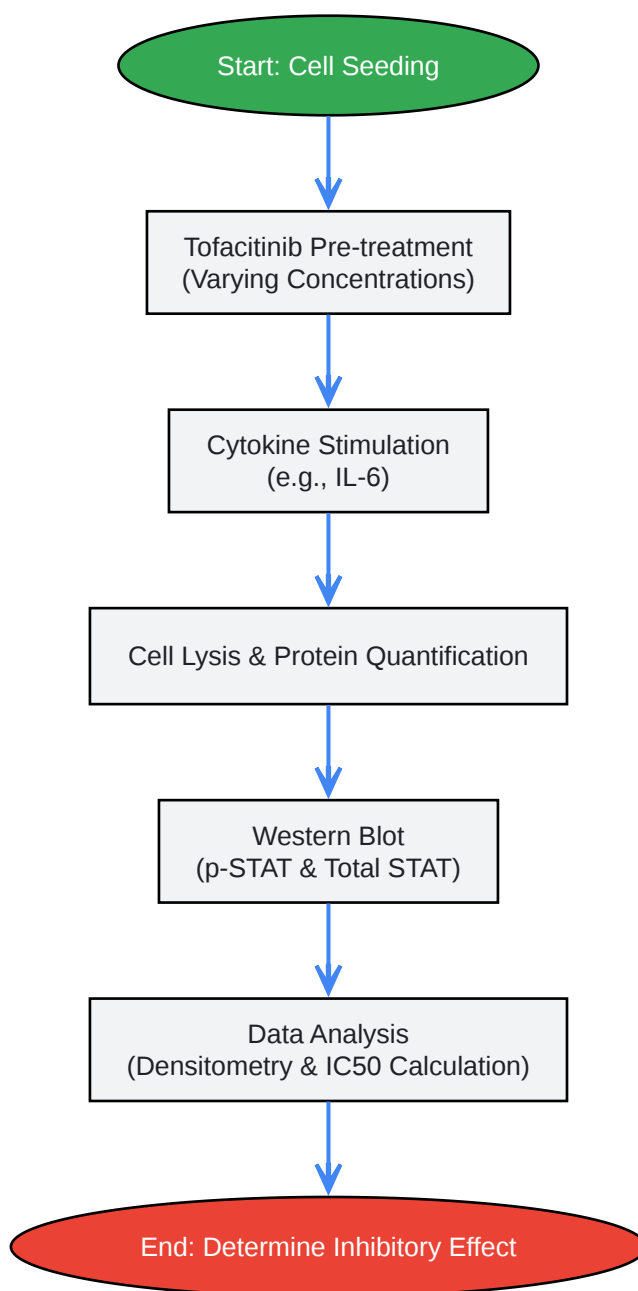 Start: Cell Seeding
Tofacitinib Pre-treatment
(Varying Concentrations)
Cytokine Stimulation
(e.g., IL-6)
Cell Lysis & Protein Quantification
Western Blot
(p-STAT & Total STAT)
Data Analysis
(Densitometry & IC50 Calculation)
End: Determine Inhibitory Effect